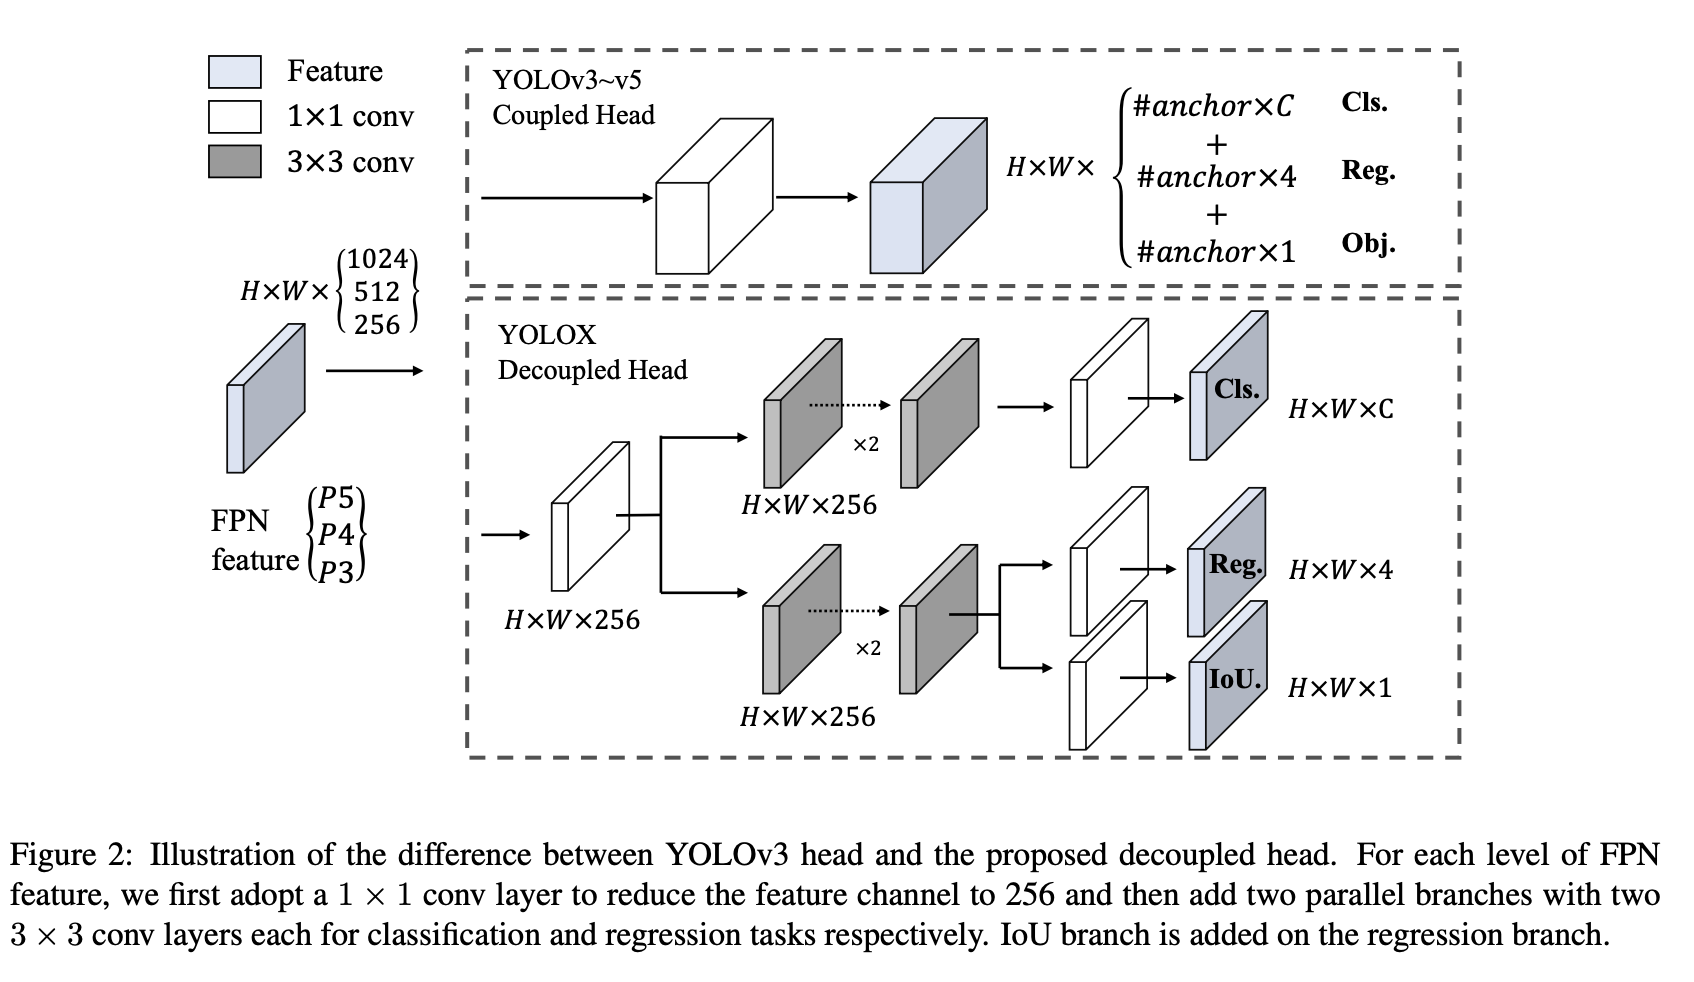 Feature
1×1 conv
3×3 conv
YOLOv3~v5
Coupled Head
H×W×
#anchor×C Cls.
+
#anchor×4 Reg.
+
#anchor×1 Obj.
H×W×
1024
512
256
FPN
feature
P5
P4
P3
YOLOX
Decoupled Head
H×W×256
×2
H×W×256
Cls.
H×W×C
×2
H×W×256
Reg.
H×W×4
IoU.
H×W×1
Figure 2: Illustration of the difference between YOLOv3 head and the proposed decoupled head. For each level of FPN
feature, we first adopt a 1 × 1 conv layer to reduce the feature channel to 256 and then add two parallel branches with two
3 × 3 conv layers each for classification and regression tasks respectively. IoU branch is added on the regression branch.